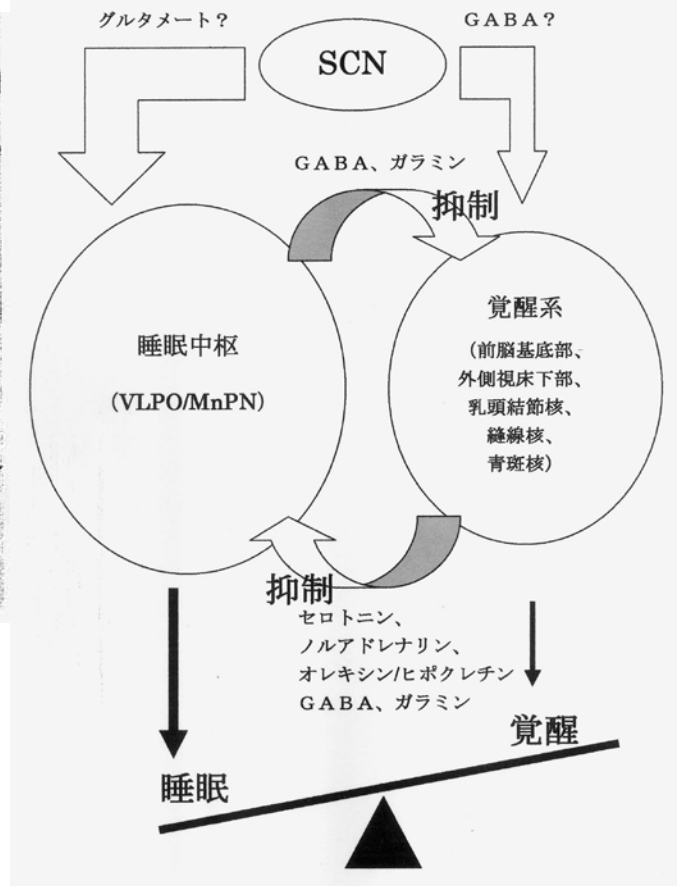 グルタメート？
ＧＡＢＡ？
SCN
ＧＡＢＡ、ガラミン
抑制
睡眠中枢
(VLPO/MnPN)
覚醒系
(前脳基底部、
外側視床下部、
乳頭結節核、
縫線核、
青斑核)
抑制
セロトニン、
ノルアドレナリン、
オレキシン/ヒポクレチン
ＧＡＢＡ、ガラミン
覚醒
睡眠